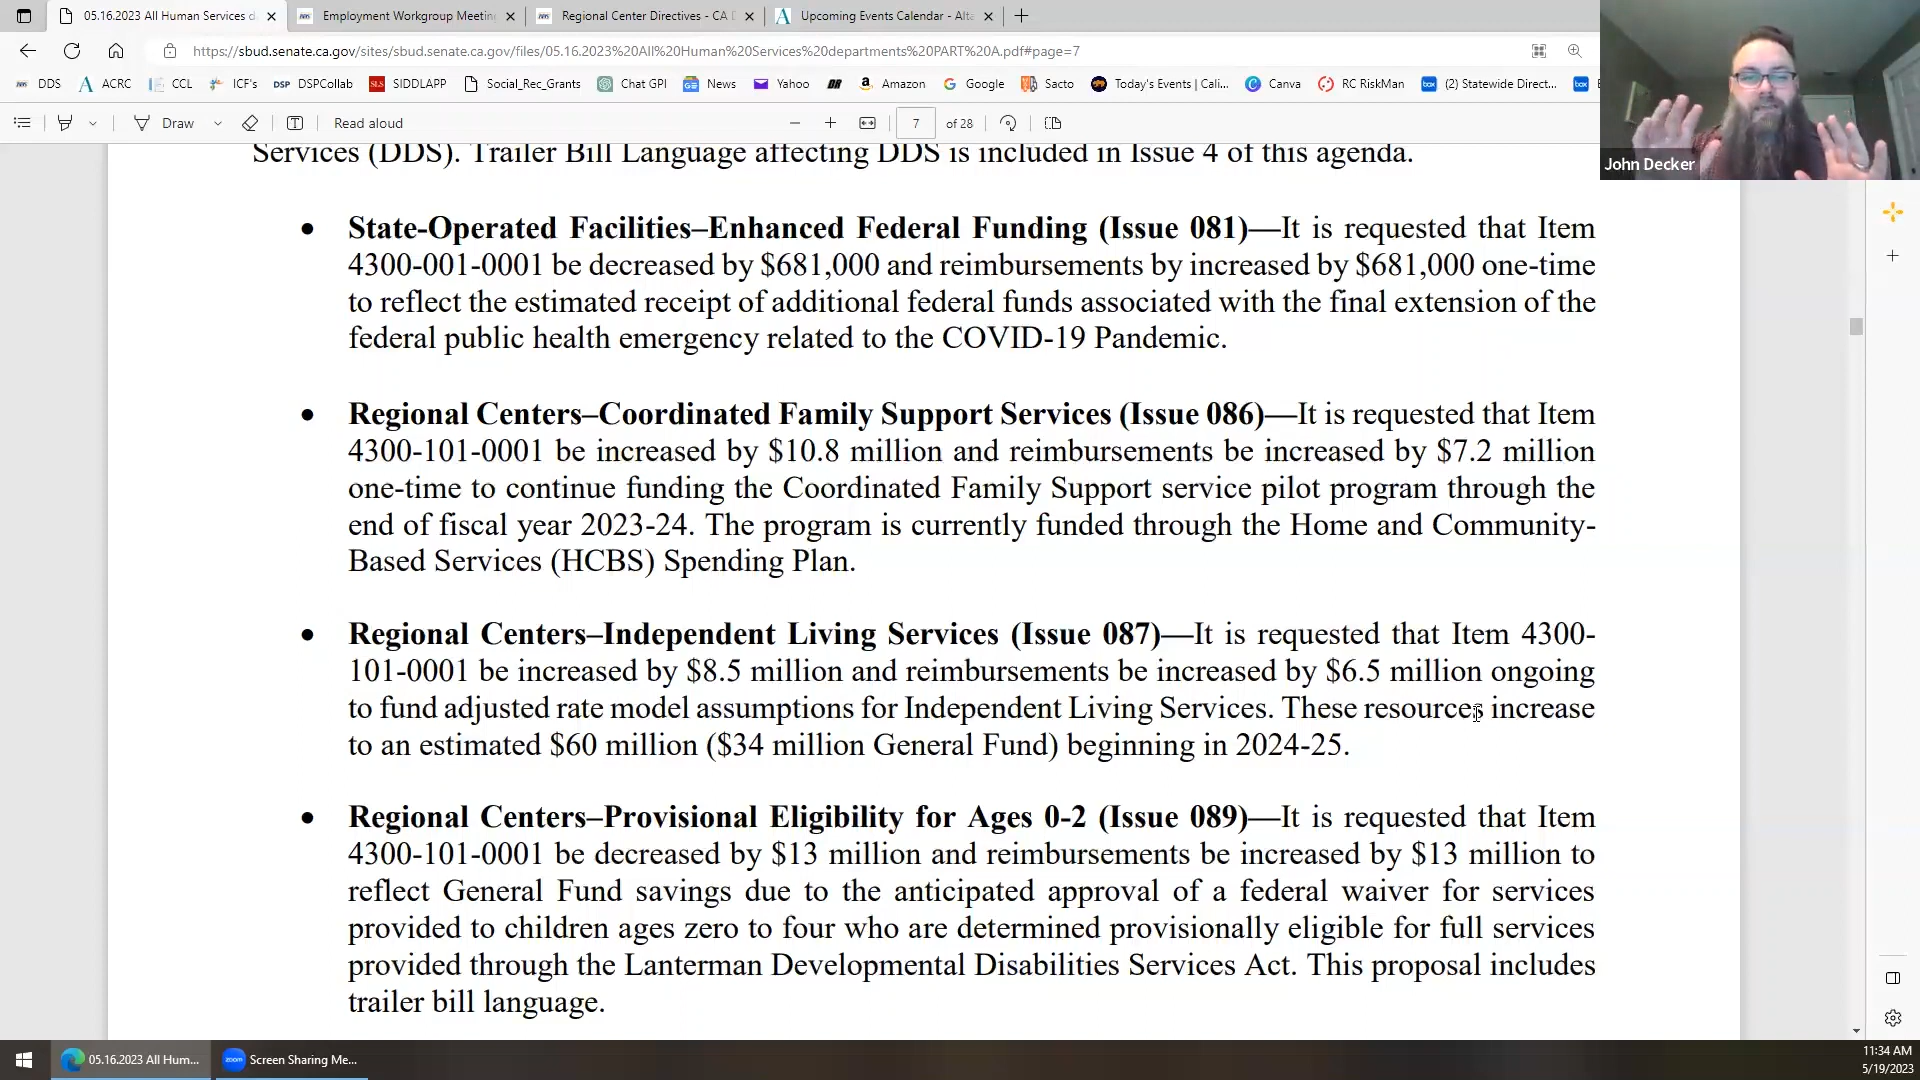 05.16.2023 All Human Services d
Employment Workgroup Meetin
Regional Center Directives - CA D
Upcoming Events Calendar - Alta
https://sbud.senate.ca.gov/sites/sbud.senate.ca.gov/files/05.16.2023%20All%20Human%20Services%20departments%20PART%20A.pdf#page=7
DDS ACRC CCL ICF's DSP DSPCollab SLS SIDDLAPP Social_Rec_Grants Chat GPI News Yahoo Amazon Google Sacto Today's Events | Cali... Canva RC RiskMan box (2) Statewide Direct... box
Draw Read aloud 7 of 28
John Decker
Services (DDS). Trailer Bill Language affecting DDS is included in Issue 4 of this agenda.
• State-Operated Facilities–Enhanced Federal Funding (Issue 081)—It is requested that Item
4300-001-0001 be decreased by $681,000 and reimbursements by increased by $681,000 one-time
to reflect the estimated receipt of additional federal funds associated with the final extension of the
federal public health emergency related to the COVID-19 Pandemic.
• Regional Centers–Coordinated Family Support Services (Issue 086)—It is requested that Item
4300-101-0001 be increased by $10.8 million and reimbursements be increased by $7.2 million
one-time to continue funding the Coordinated Family Support service pilot program through the
end of fiscal year 2023-24. The program is currently funded through the Home and Community-
Based Services (HCBS) Spending Plan.
• Regional Centers–Independent Living Services (Issue 087)—It is requested that Item 4300-
101-0001 be increased by $8.5 million and reimbursements be increased by $6.5 million ongoing
to fund adjusted rate model assumptions for Independent Living Services. These resources increase
to an estimated $60 million ($34 million General Fund) beginning in 2024-25.
• Regional Centers–Provisional Eligibility for Ages 0-2 (Issue 089)—It is requested that Item
4300-101-0001 be decreased by $13 million and reimbursements be increased by $13 million to
reflect General Fund savings due to the anticipated approval of a federal waiver for services
provided to children ages zero to four who are determined provisionally eligible for full services
provided through the Lanterman Developmental Disabilities Services Act. This proposal includes
trailer bill language.
05.16.2023 All Hum...
zoom Screen Sharing Me...
11:34 AM
5/19/2023